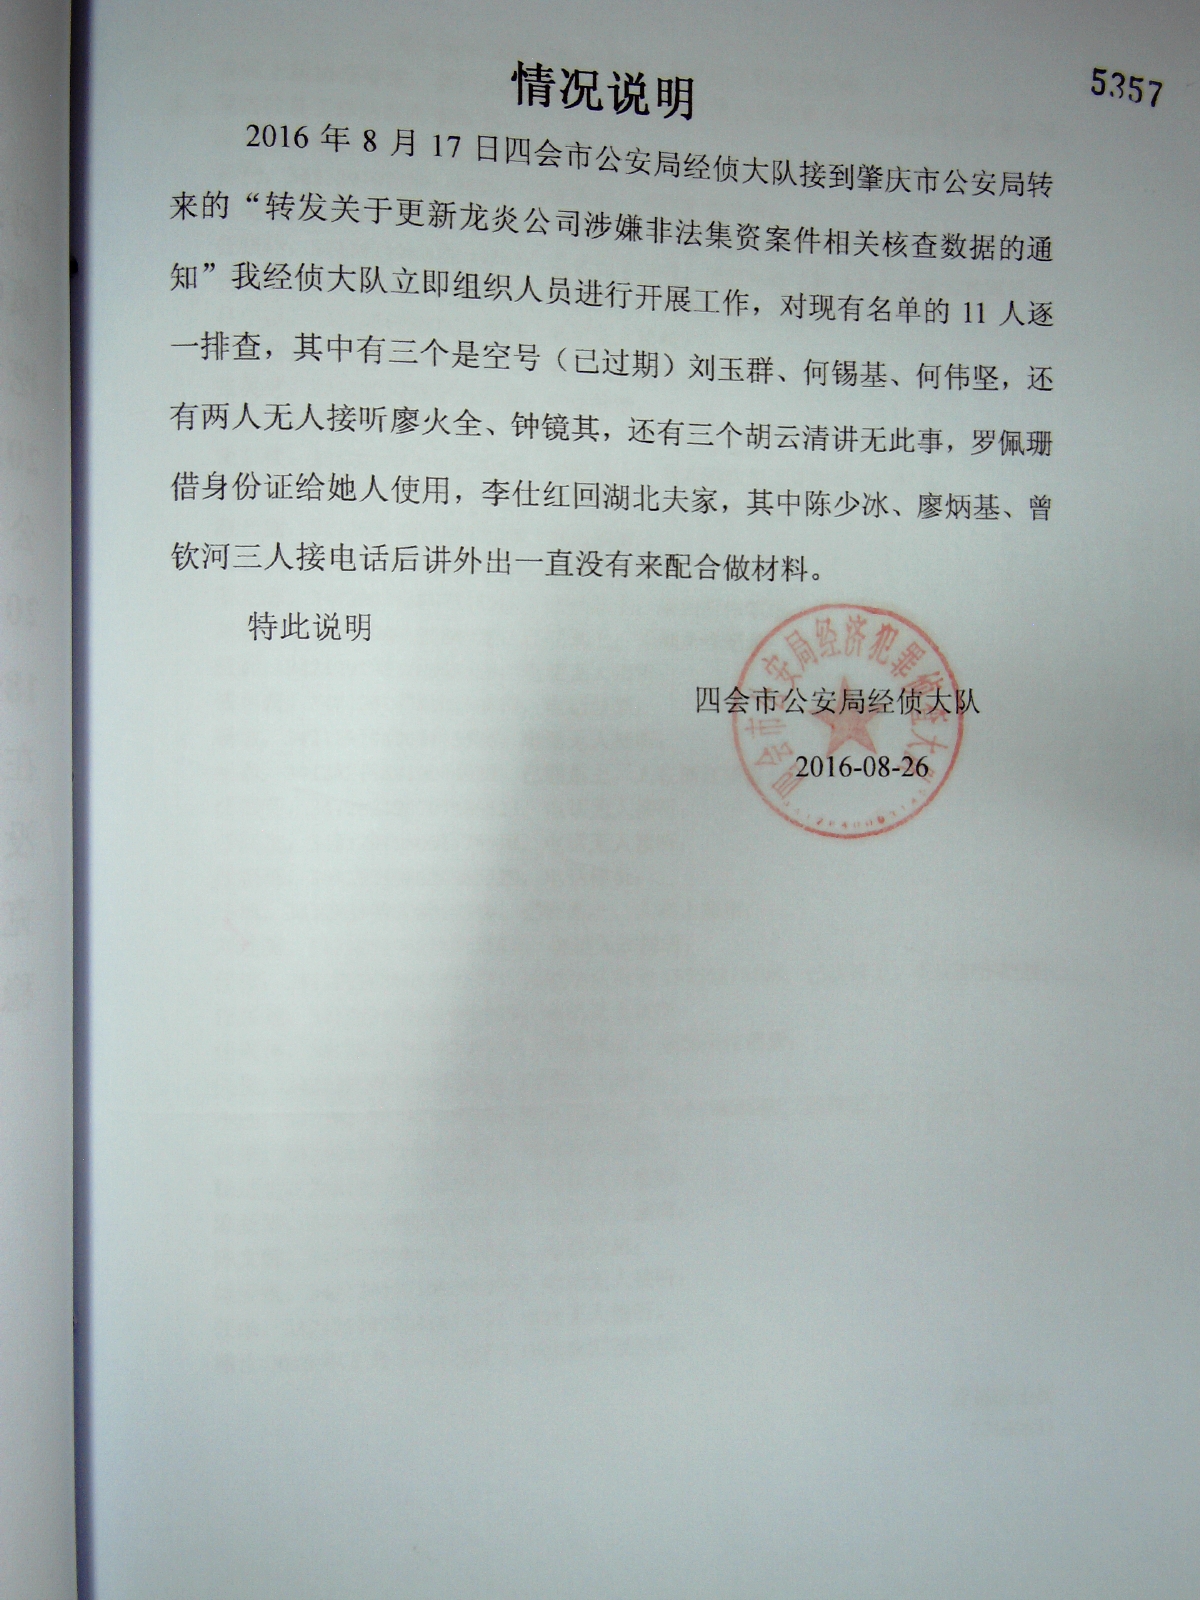 5357
情况说明
2016 年 8 月 17 日四会市公安局经侦大队接到肇庆市公安局转
来的“转发关于更新龙炎公司涉嫌非法集资案件相关核查数据的通
知”我经侦大队立即组织人员进行开展工作，对现有名单的 11 人逐
一排查，其中有三个是空号（已过期）刘玉群、何锡基、何伟坚，还
有两人无人接听廖火全、钟镜其，还有三个胡云清讲无此事，罗佩珊
借身份证给她人使用，李仕红回湖北夫家，其中陈少冰、廖炳基、曾
钦河三人接电话后讲外出一直没有来配合做材料。
特此说明
四会市公安局经济犯罪侦查大队
四会市公安局经侦大队
2016-08-26